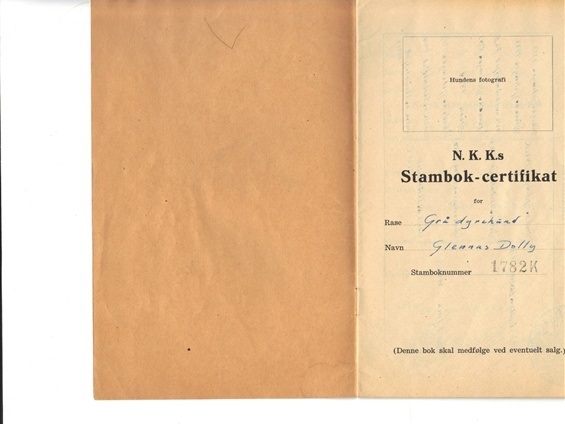 Hundens fotografi
N. K. K.s
Stambok-certifikat
for
Rase Grå dyrehund
Navn Glennas Dolly
Stamboknummer 1782K
(Denne bok skal medfølge ved eventuelt salg.)